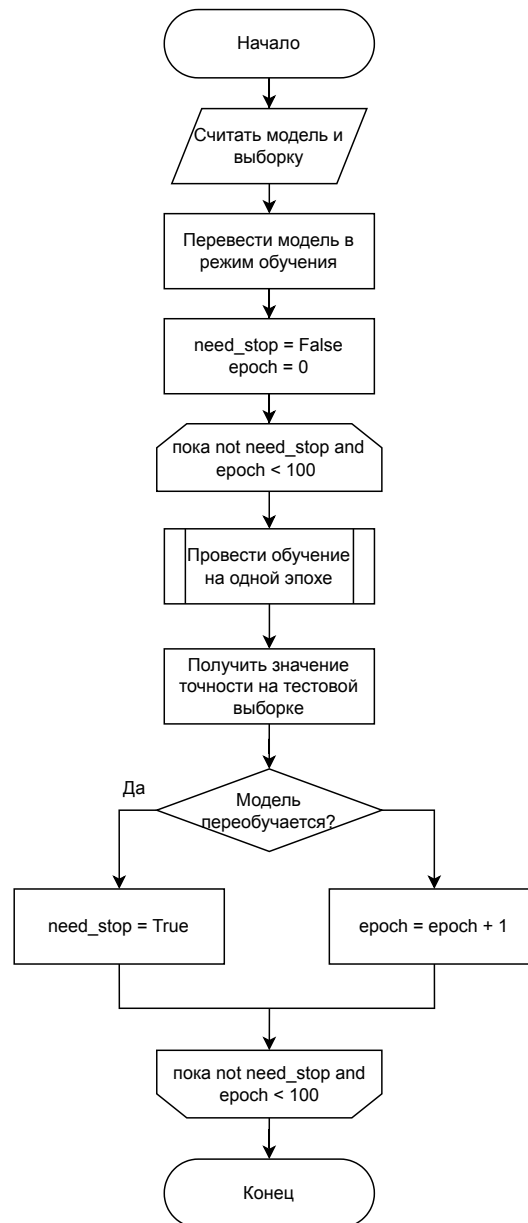 Начало
Считать модель и
выборку
Перевести модель в
режим обучения
need_stop = False
epoch = 0
пока not need_stop and
epoch < 100
Провести обучение
на одной эпохе
Получить значение
точности на тестовой
выборке
Да
Модель
переобучается?
need_stop = True
epoch = epoch + 1
пока not need_stop and
epoch < 100
Конец